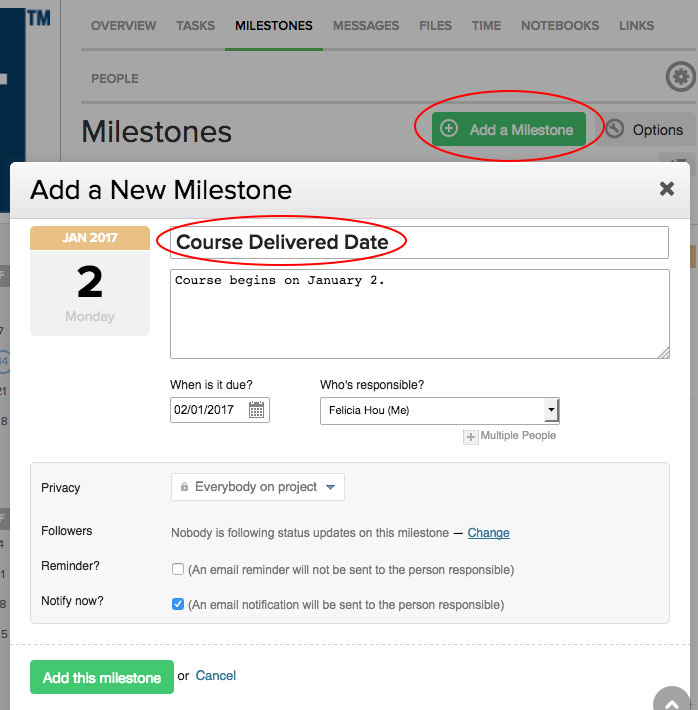 TM
OVERVIEW TASKS MILESTONES MESSAGES FILES TIME NOTEBOOKS LINKS
PEOPLE
Milestones
Add a Milestone
Options
Add a New Milestone
JAN 2017
2
Monday
Course Delivered Date
Course begins on January 2.
When is it due? Who's responsible?
02/01/2017 Felicia Hou (Me)
Multiple People
Privacy Everybody on project
Followers Nobody is following status updates on this milestone — Change
Reminder? (An email reminder will not be sent to the person responsible)
Notify now? (An email notification will be sent to the person responsible)
Add this milestone or Cancel